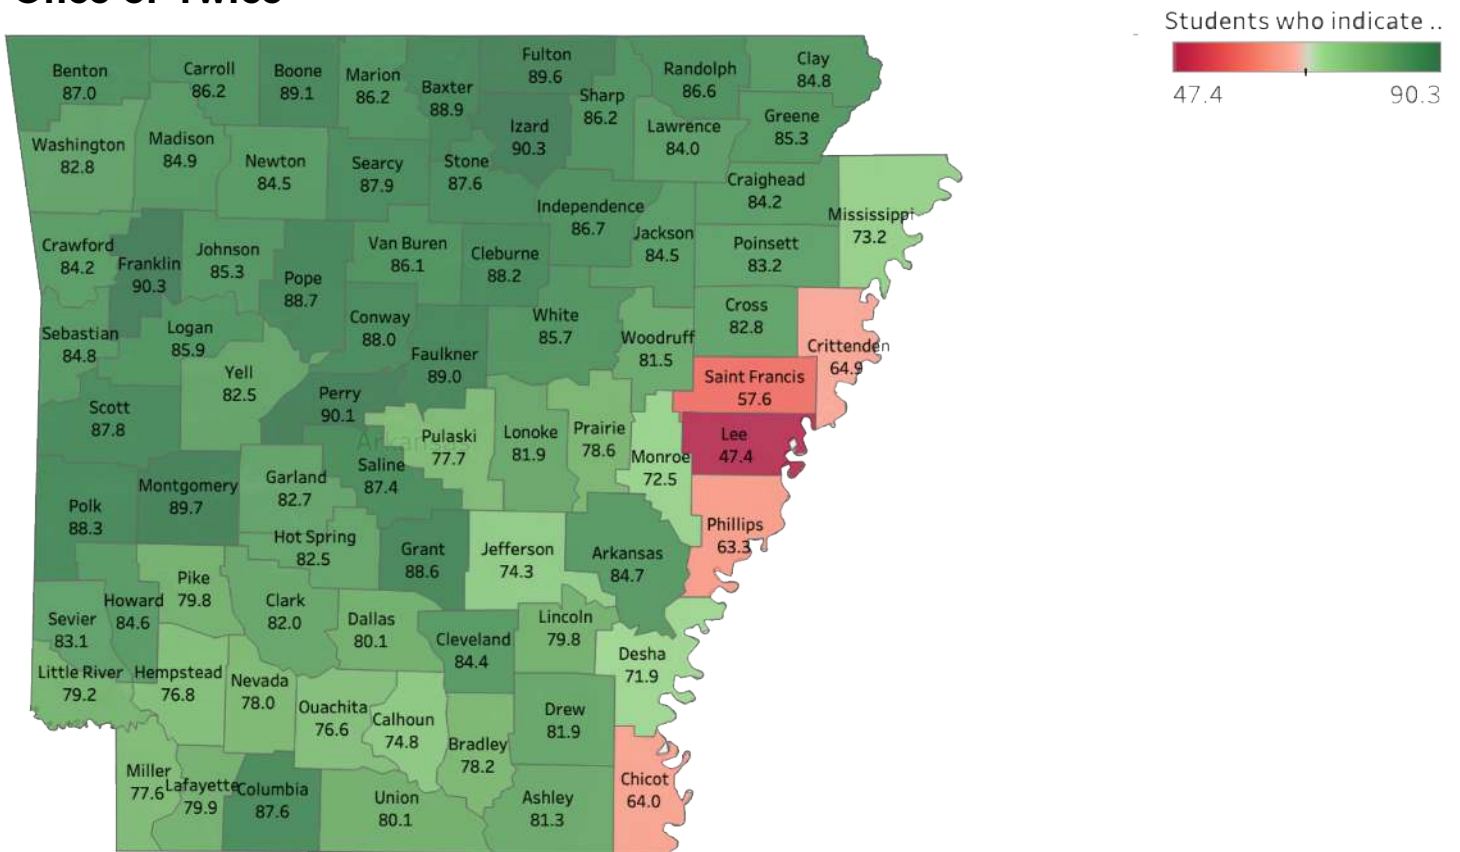 Students who indicate ..
47.4 90.3
Benton
87.0
Carroll
86.2
Boone
89.1
Marion
86.2
Baxter
88.9
Fulton
89.6
Sharp
86.2
Randolph
86.6
Clay
84.8
Greene
85.3
Izard
90.3
Lawrence
84.0
Washington
82.8
Madison
84.9
Newton
84.5
Searcy
87.9
Stone
87.6
Craighead
84.2
Mississippi
73.2
Independence
86.7
Jackson
84.5
Poinsett
83.2
Crawford
84.2
Franklin
90.3
Johnson
85.3
Pope
88.7
Van Buren
86.1
Cleburne
88.2
Sebastian
84.8
Logan
85.9
Conway
88.0
White
85.7
Woodruff
81.5
Cross
82.8
Crittenden
64.9
Faulkner
89.0
Yell
82.5
Perry
90.1
Saint Francis
57.6
Scott
87.8
Arkansas
Pulaski
77.7
Lonoke
81.9
Prairie
78.6
Monroe
72.5
Lee
47.4
Saline
87.4
Garland
82.7
Montgomery
89.7
Polk
88.3
Hot Spring
82.5
Grant
88.6
Jefferson
74.3
Arkansas
84.7
Phillips
63.3
Pike
79.8
Howard
84.6
Sevier
83.1
Clark
82.0
Dallas
80.1
Cleveland
84.4
Lincoln
79.8
Desha
71.9
Little River
79.2
Hempstead
76.8
Nevada
78.0
Ouachita
76.6
Calhoun
74.8
Bradley
78.2
Drew
81.9
Chicot
64.0
Miller
77.6
Lafayette
79.9
Columbia
87.6
Union
80.1
Ashley
81.3